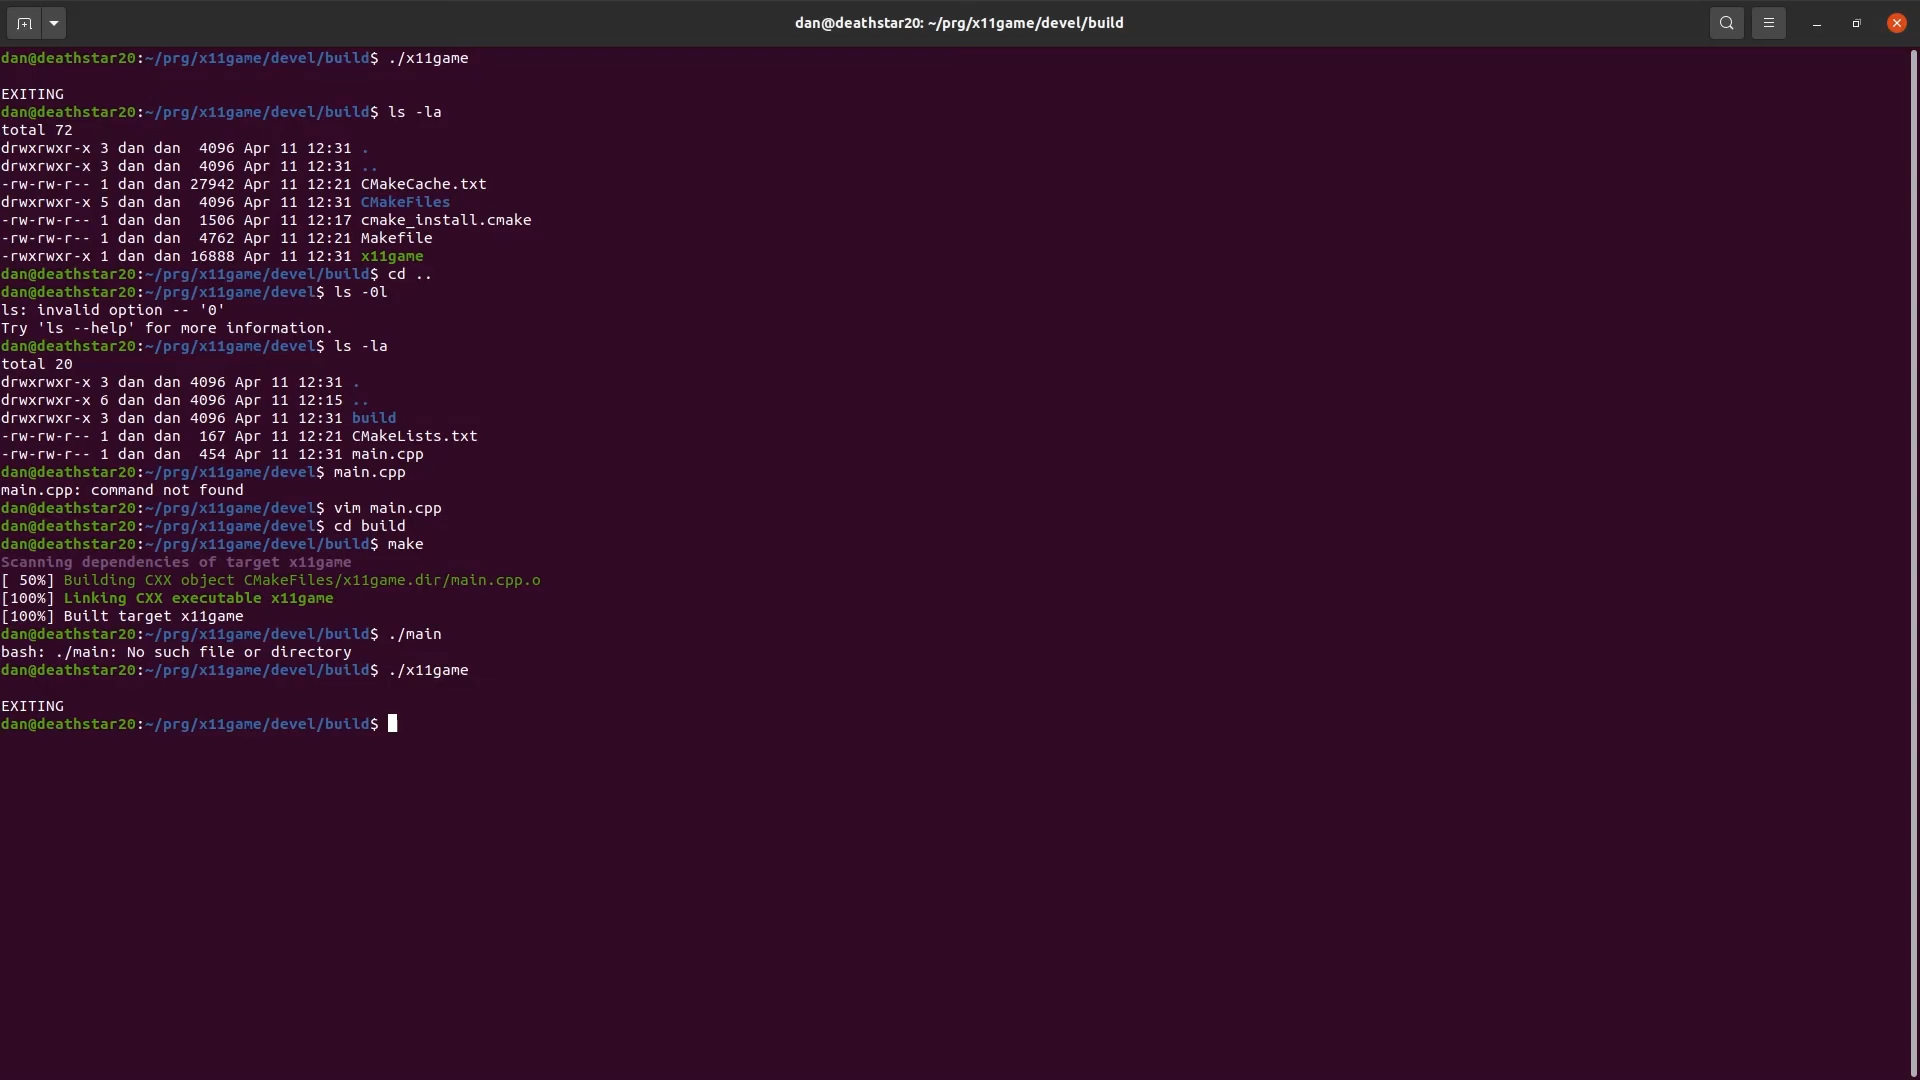 dan@deathstar20: ~/prg/x11game/devel/build
dan@deathstar20:~/prg/x11game/devel/build$ ./x11game
EXITING
dan@deathstar20:~/prg/x11game/devel/build$ ls -la
total 72
drwxrwxr-x 3 dan dan  4096 Apr 11 12:31 .
drwxrwxr-x 3 dan dan  4096 Apr 11 12:31 ..
-rw-rw-r-- 1 dan dan 27942 Apr 11 12:21 CMakeCache.txt
drwxrwxr-x 5 dan dan  4096 Apr 11 12:31 CMakeFiles
-rw-rw-r-- 1 dan dan  1506 Apr 11 12:17 cmake_install.cmake
-rw-rw-r-- 1 dan dan  4762 Apr 11 12:21 Makefile
-rwxrwxr-x 1 dan dan 16888 Apr 11 12:31 x11game
dan@deathstar20:~/prg/x11game/devel/build$ cd ..
dan@deathstar20:~/prg/x11game/devel$ ls -0l
ls: invalid option -- '0'
Try 'ls --help' for more information.
dan@deathstar20:~/prg/x11game/devel$ ls -la
total 20
drwxrwxr-x 3 dan dan 4096 Apr 11 12:31 .
drwxrwxr-x 6 dan dan 4096 Apr 11 12:15 ..
drwxrwxr-x 3 dan dan 4096 Apr 11 12:31 build
-rw-rw-r-- 1 dan dan  167 Apr 11 12:21 CMakeLists.txt
-rw-rw-r-- 1 dan dan  454 Apr 11 12:31 main.cpp
dan@deathstar20:~/prg/x11game/devel$ main.cpp
main.cpp: command not found
dan@deathstar20:~/prg/x11game/devel$ vim main.cpp
dan@deathstar20:~/prg/x11game/devel$ cd build
dan@deathstar20:~/prg/x11game/devel/build$ make
Scanning dependencies of target x11game
[ 50%] Building CXX object CMakeFiles/x11game.dir/main.cpp.o
[100%] Linking CXX executable x11game
[100%] Built target x11game
dan@deathstar20:~/prg/x11game/devel/build$ ./main
bash: ./main: No such file or directory
dan@deathstar20:~/prg/x11game/devel/build$ ./x11game
EXITING
dan@deathstar20:~/prg/x11game/devel/build$